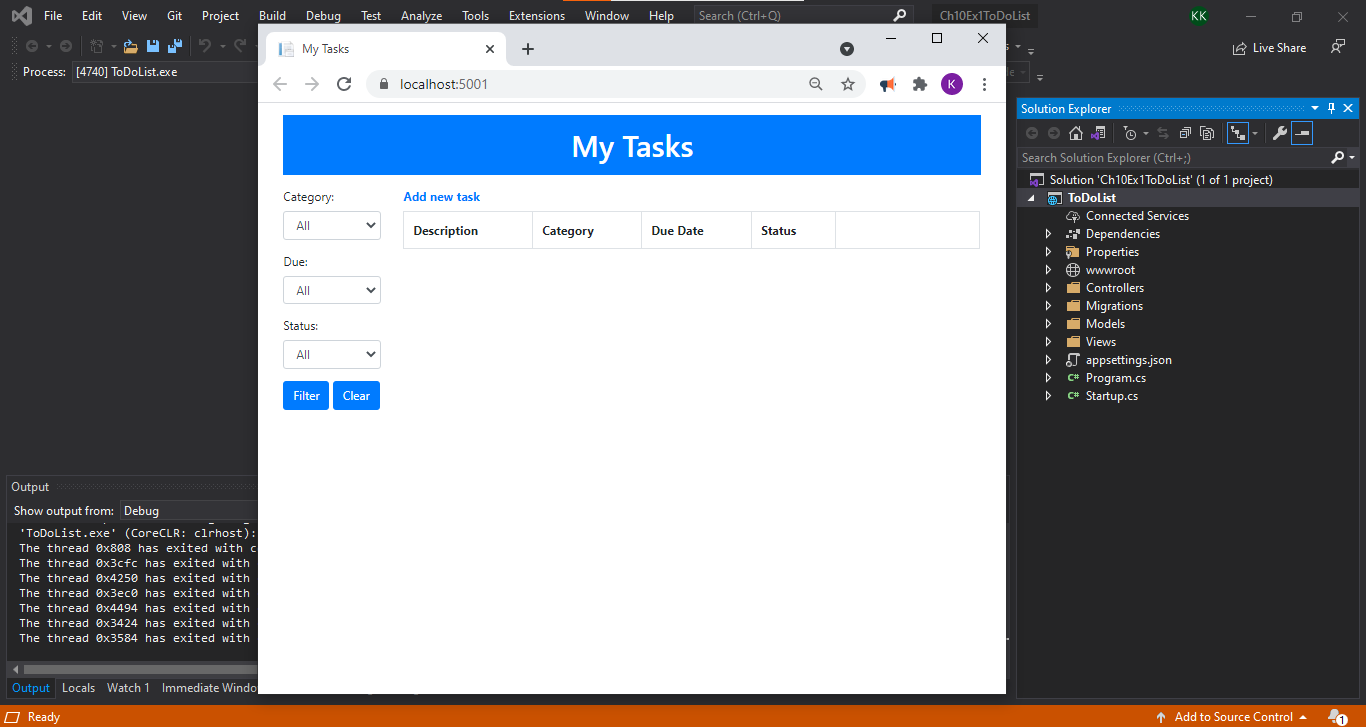 File Edit View Git Project Build Debug Test Analyze Tools Extensions Window Help Search (Ctrl+Q) Ch10Ex1ToDoList KK
Live Share
Process: [4740] ToDoList.exe
My Tasks
localhost:5001 K
My Tasks
Category: Add new task
All
Description Category Due Date Status
Due:
All
Status:
All
Filter Clear
Solution Explorer
Search Solution Explorer (Ctrl+;)
Solution 'Ch10Ex1ToDoList' (1 of 1 project)
ToDoList
Connected Services
Dependencies
Properties
wwwroot
Controllers
Migrations
Models
Views
appsettings.json
C# Program.cs
C# Startup.cs
Output
Show output from: Debug
'ToDoList.exe' (CoreCLR: clrhost):
The thread 0x808 has exited with c
The thread 0x3cfc has exited with
The thread 0x4250 has exited with
The thread 0x3ec0 has exited with
The thread 0x4494 has exited with
The thread 0x3424 has exited with
The thread 0x3584 has exited with
Output Locals Watch 1 Immediate Windo
Ready Add to Source Control 1